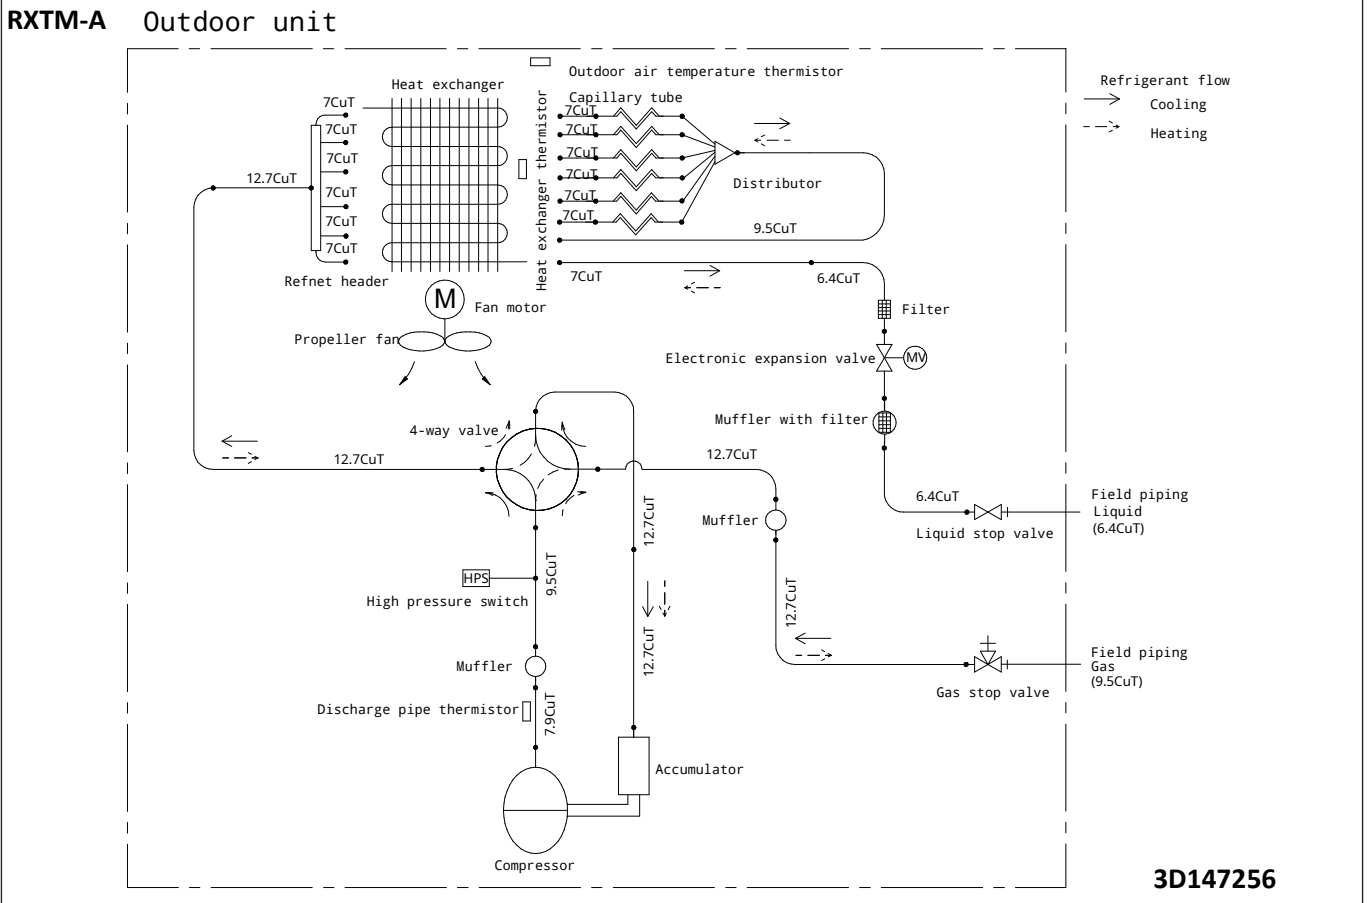 RXTM-A Outdoor unit
Outdoor air temperature thermistor
Refrigerant flow
Cooling
Heating
Heat exchanger
Capillary tube
7CuT
7CuT
7CuT
7CuT
7CuT
7CuT
12.7CuT
Refnet header
Heat exchanger thermistor
7CuT
7CuT
7CuT
7CuT
7CuT
7CuT
Distributor
9.5CuT
7CuT
6.4CuT
M
Fan motor
Propeller fan
Filter
Electronic expansion valve
MV
Muffler with filter
4-way valve
12.7CuT
12.7CuT
6.4CuT
Field piping
Liquid
(6.4CuT)
Liquid stop valve
Muffler
12.7CuT
9.5CuT
HPS
High pressure switch
12.7CuT
12.7CuT
Field piping
Gas
(9.5CuT)
Gas stop valve
Muffler
Discharge pipe thermistor
7.9CuT
Accumulator
Compressor
3D147256